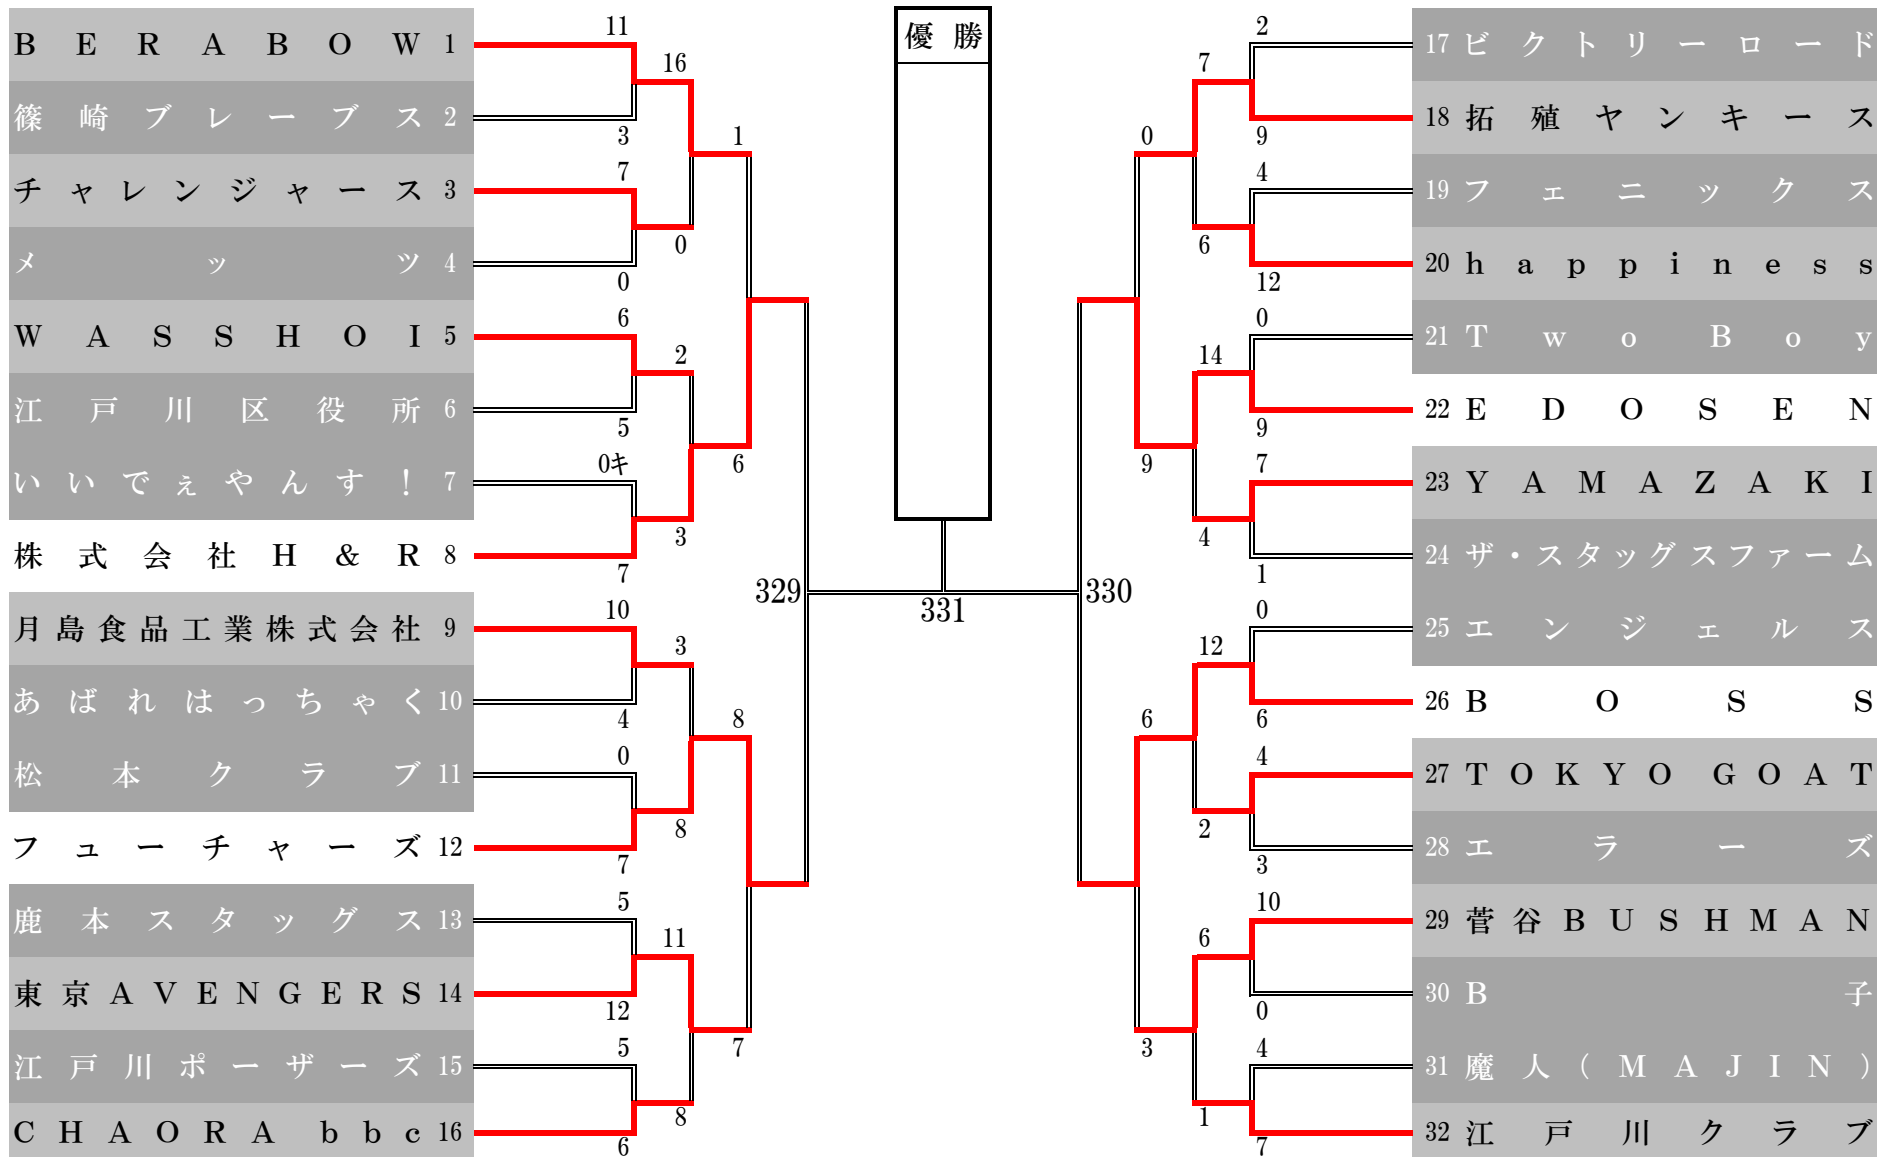 優勝
BERABOW 1
篠崎ブレーブス 2
チャレンジャース 3
メッツ 4
WASSHOI 5
江戸川区役所 6
いいでぇやんす！ 7
株式会社H&R 8
月島食品工業株式会社 9
あばれはっちゃく 10
松本クラブ 11
フューチャーズ 12
鹿本スタッグス 13
東京AVENGERS 14
江戸川ポーザーズ 15
CHAORA bbc 16
11
3
7
0
6
5
0キ
7
10
4
0
7
5
12
5
6
16
0
2
3
3
8
11
8
1
6
8
7
329
331
330
0
9
6
3
7
6
14
4
12
2
6
1
2
9
4
12
0
9
7
1
0
6
4
3
10
0
4
7
17 ビクトリーロード
18 拓殖ヤンキース
19 フェニックス
20 happiness
21 TwoBoy
22 EDOSEN
23 YAMAZAKI
24 ザ・スタッグスファーム
25 エンジェルス
26 BOSS
27 TOKYO GOAT
28 エラーズ
29 菅谷BUSHMAN
30 B子
31 魔人（MAJIN）
32 江戸川クラブ